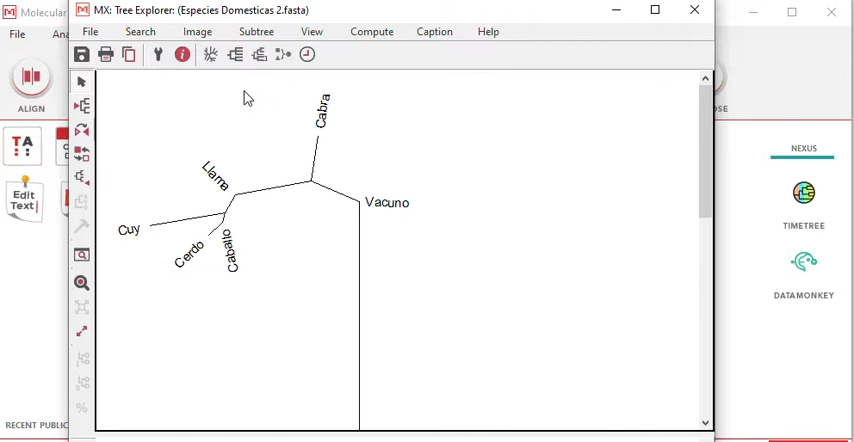 Molecular
MX: Tree Explorer: (Especies Domesticas 2.fasta)
File
File Search Image Subtree View Compute Caption Help
ALIGN
TA
Edit
Text
RECENT PUBLIC
Cabra
Llama
Vacuno
Cuy
Cerdo
Caballo
NEXUS
TIMETREE
DATAMONKEY